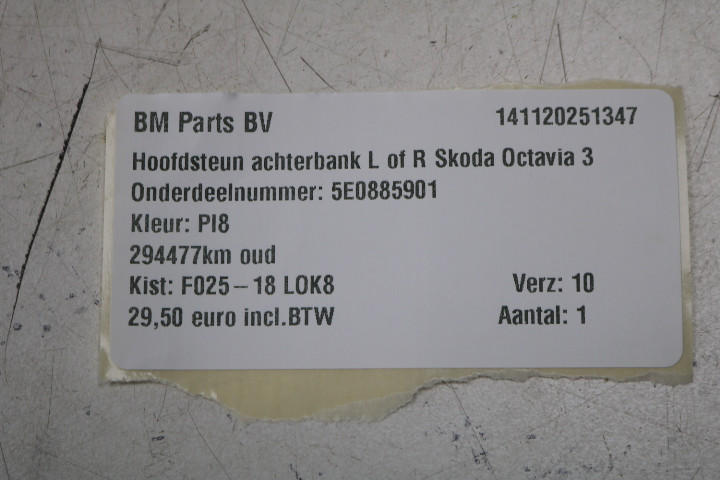 BM Parts BV 141120251347
Hoofdsteun achterbank L of R Skoda Octavia 3
Onderdeelnummer: 5E0885901
Kleur: PI8
294477km oud
Kist: F025-18 LOK8 Verz: 10
29,50 euro incl.BTW Aantal: 1